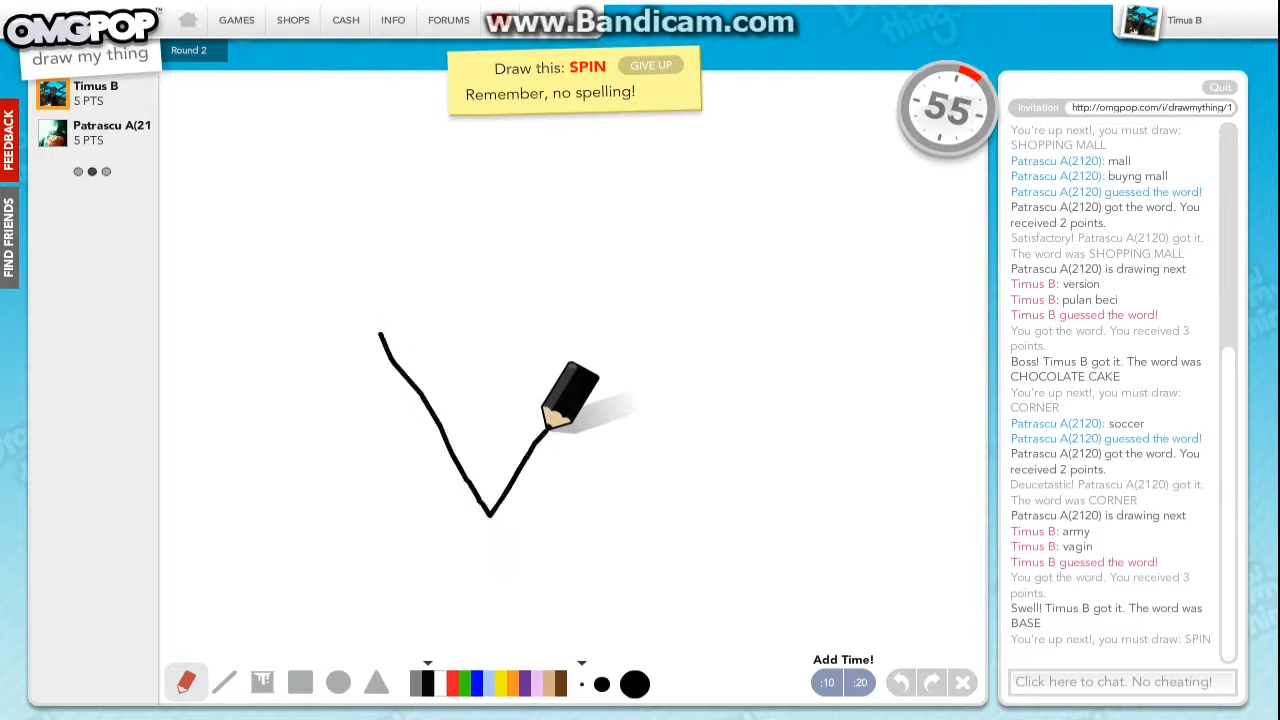 www.Bandicam.com
OMGPOP™
draw my thing
GAMES
SHOPS
CASH
INFO
FORUMS
Timus B
Round 2
Draw this: SPIN
GIVE UP
Remember, no spelling!
55
FEEDBACK
FIND FRIENDS
Timus B
5 PTS
Patrascu A(21
5 PTS
Quit
Invitation
http://omgpop.com/i/drawmything/1
You're up next!, you must draw:
SHOPPING MALL
Patrascu A(2120): mall
Patrascu A(2120): buyng mall
Patrascu A(2120) guessed the word!
Patrascu A(2120) got the word. You
received 2 points.
Satisfactory! Patrascu A(2120) got it.
The word was SHOPPING MALL
Patrascu A(2120) is drawing next
Timus B: version
Timus B: pulan beci
Timus B guessed the word!
You got the word. You received 3
points.
Boss! Timus B got it. The word was
CHOCOLATE CAKE
You're up next!, you must draw:
CORNER
Patrascu A(2120): soccer
Patrascu A(2120) guessed the word!
Patrascu A(2120) got the word. You
received 2 points.
Deucetastic! Patrascu A(2120) got it.
The word was CORNER
Patrascu A(2120) is drawing next
Timus B: army
Timus B: vagin
Timus B guessed the word!
You got the word. You received 3
points.
Swell! Timus B got it. The word was
BASE
You're up next!, you must draw: SPIN
Add Time!
:10
:20
Click here to chat. No cheating!